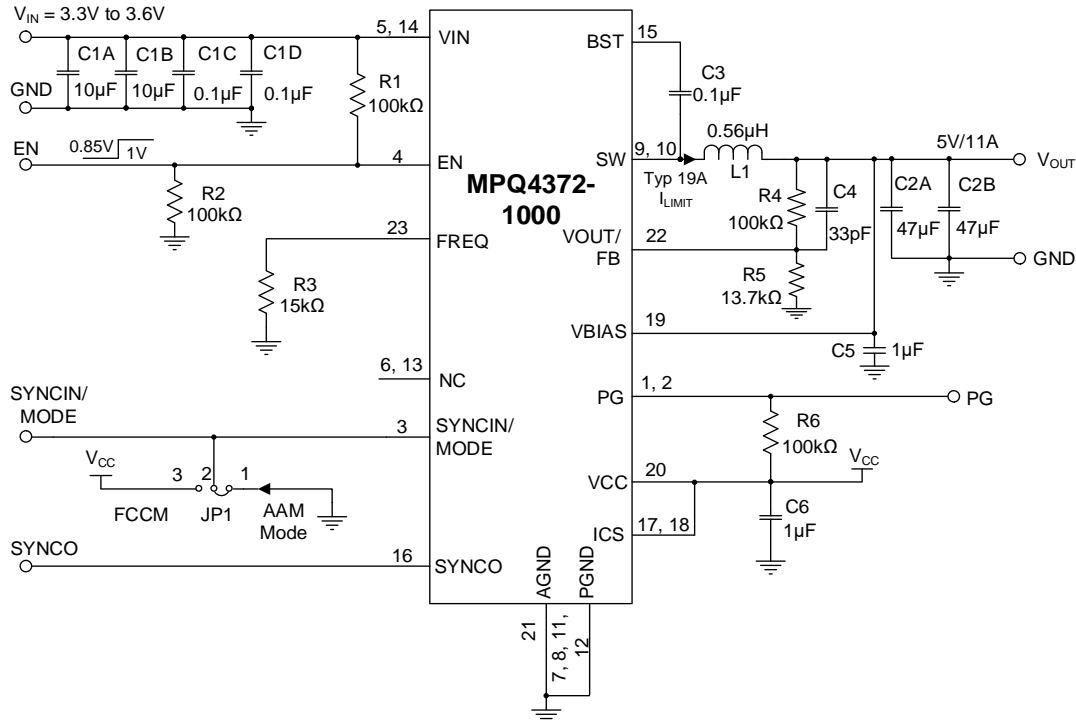 V_IN = 3.3V to 3.6V
GND
C1A
10µF
C1B
10µF
C1C
0.1µF
C1D
0.1µF
R1
100kΩ
EN
0.85V
1V
R2
100kΩ
R3
15kΩ
SYNCIN/
MODE
V_CC
3
2
1
FCCM
JP1
AAM
Mode
SYNCO
5, 14
VIN
4
EN
23
FREQ
6, 13
NC
3
SYNCIN/
MODE
16
SYNCO
MPQ4372-
1000
AGND
PGND
21
7, 8, 11,
12
BST
15
SW
9, 10
VOUT/
FB
22
VBIAS
19
PG
1, 2
VCC
20
ICS
17, 18
C3
0.1µF
0.56µH
L1
Typ 19A
I_LIMIT
R4
100kΩ
C4
33pF
R5
13.7kΩ
5V/11A
C2A
47µF
C2B
47µF
V_OUT
GND
C5
1µF
PG
R6
100kΩ
V_CC
C6
1µF